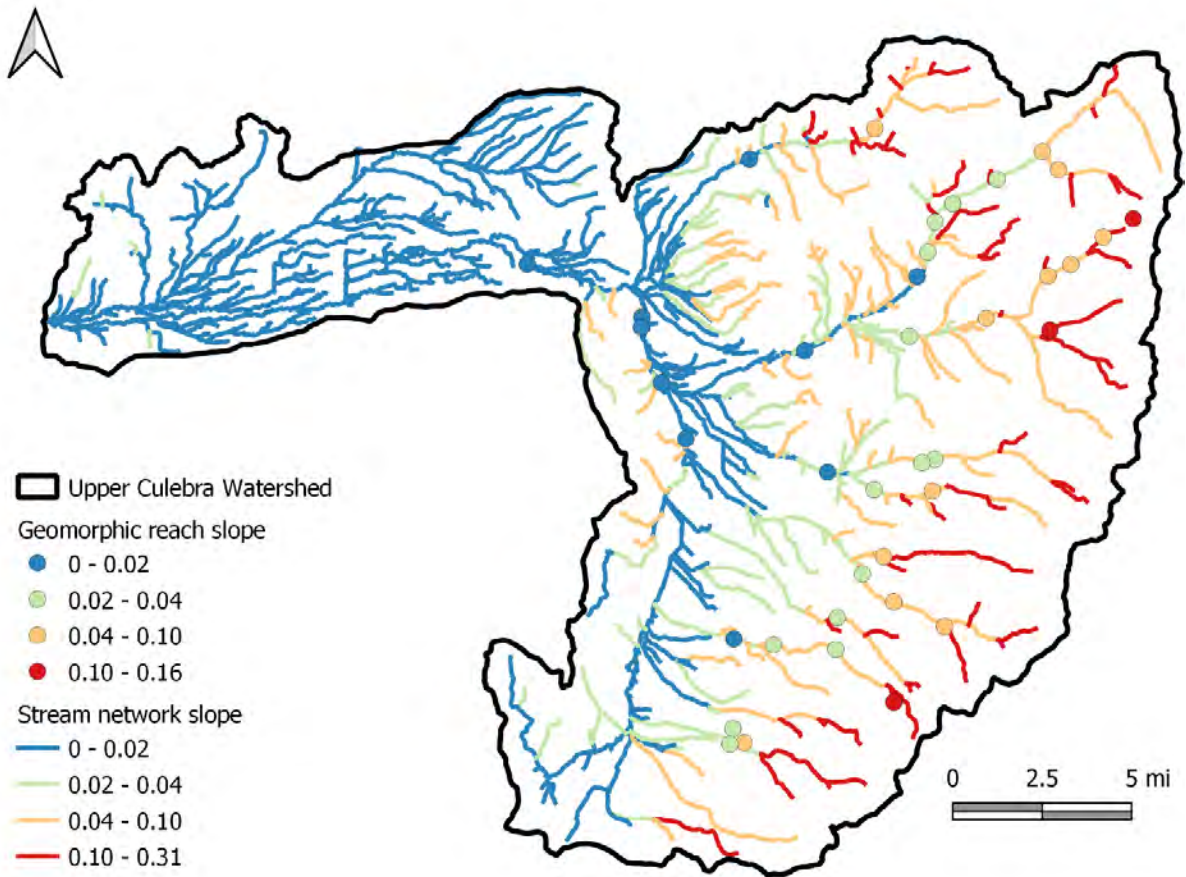 Upper Culebra Watershed
Geomorphic reach slope
0 - 0.02
0.02 - 0.04
0.04 - 0.10
0.10 - 0.16
Stream network slope
0 - 0.02
0.02 - 0.04
0.04 - 0.10
0.10 - 0.31
0 2.5 5 mi